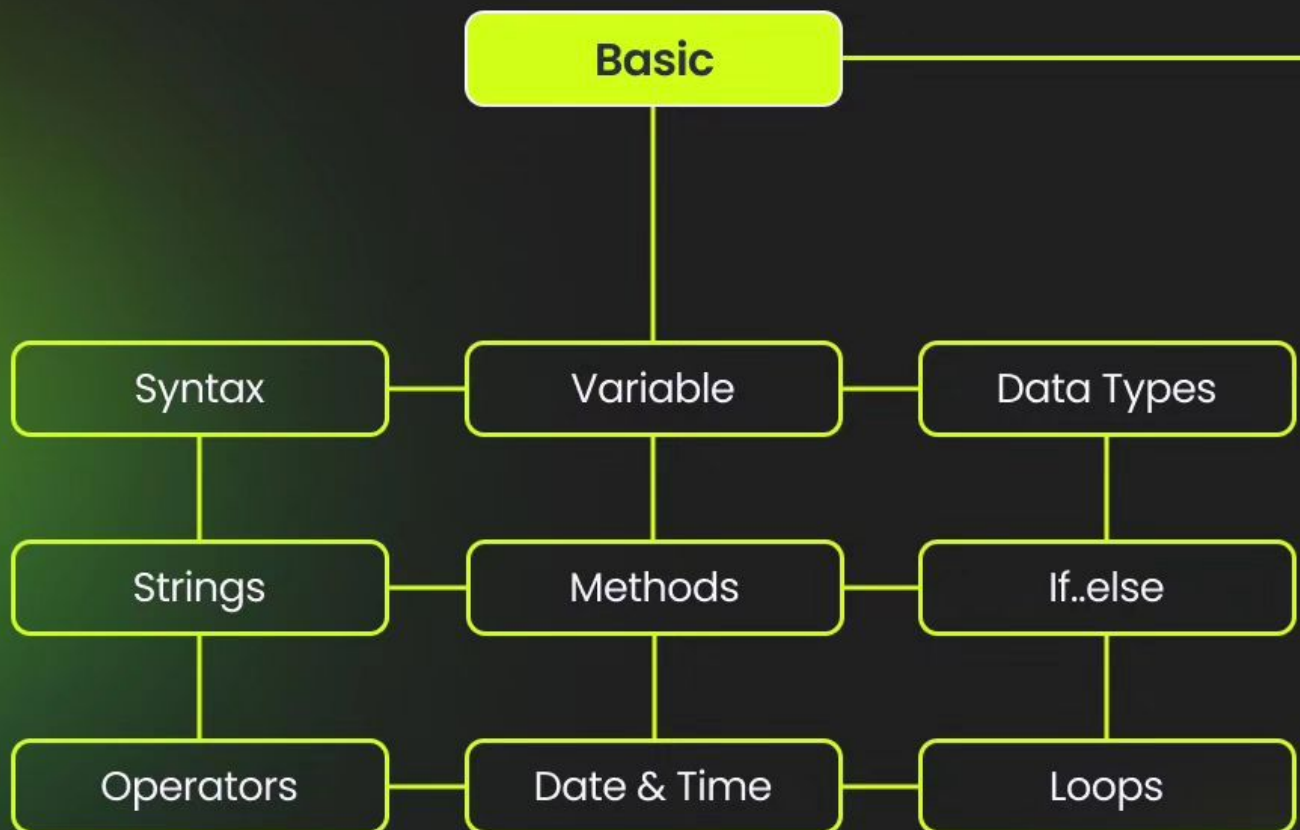 Basic
Syntax
Variable
Data Types
Strings
Methods
If..else
Operators
Date & Time
Loops